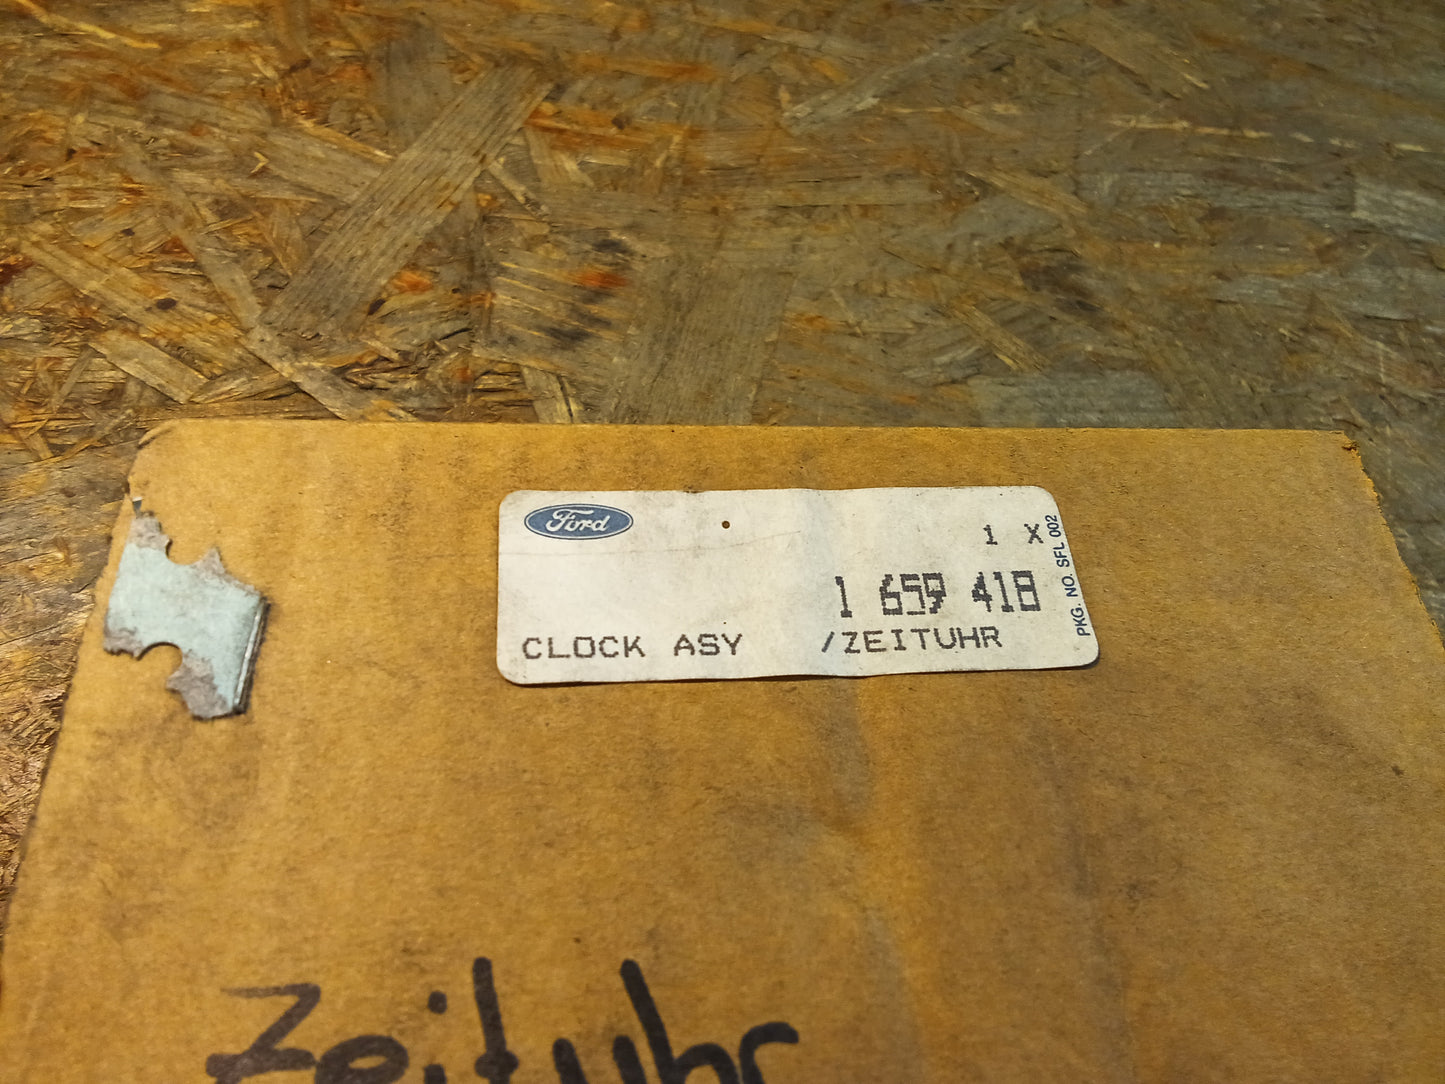 Ford
1 X
1 659 418
CLOCK ASY /ZEITUHR
PKG. NO. SFL 002
Zeituhr